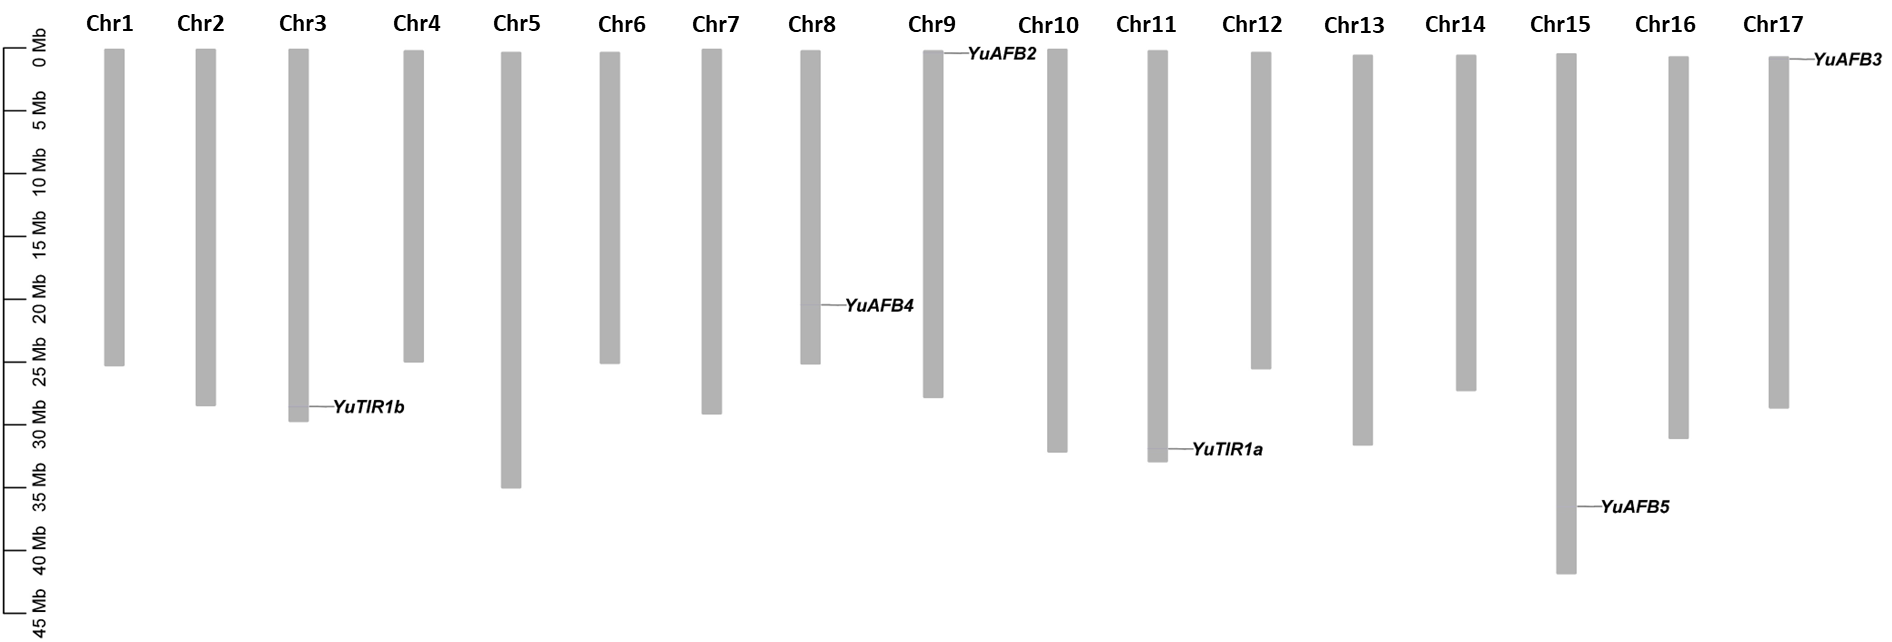 Chr1 Chr2 Chr3 Chr4 Chr5 Chr6 Chr7 Chr8 Chr9 Chr10 Chr11 Chr12 Chr13 Chr14 Chr15 Chr16 Chr17
0 Mb
YuAFB2
YuAFB3
5 Mb
10 Mb
15 Mb
20 Mb
YuAFB4
25 Mb
YuTIR1b
30 Mb
YuTIR1a
35 Mb
YuAFB5
40 Mb
45 Mb